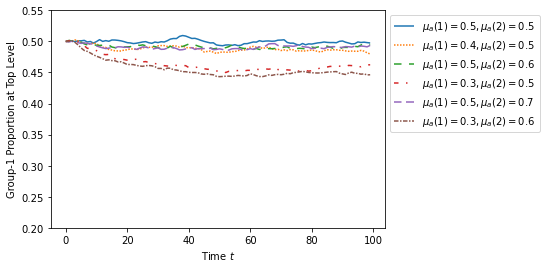 0.55
0.50
0.45
0.40
0.35
0.30
0.25
0.20
Group-1 Proportion at Top Level
0 20 40 60 80 100
Time t
μₐ(1) = 0.5, μₐ(2) = 0.5
μₐ(1) = 0.4, μₐ(2) = 0.5
μₐ(1) = 0.5, μₐ(2) = 0.6
μₐ(1) = 0.3, μₐ(2) = 0.5
μₐ(1) = 0.5, μₐ(2) = 0.7
μₐ(1) = 0.3, μₐ(2) = 0.6